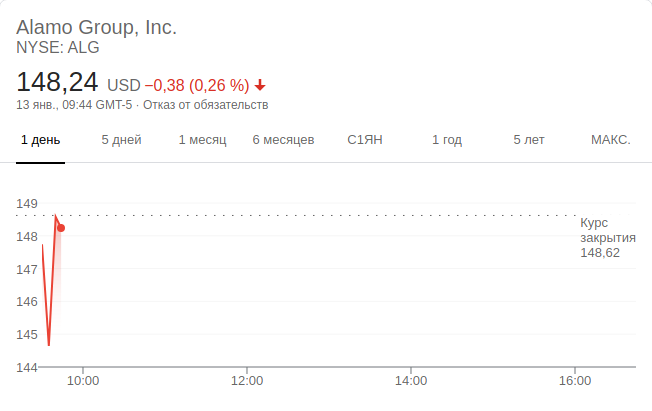 Alamo Group, Inc.
NYSE: ALG
148,24 USD −0,38 (0,26 %)
13 янв., 09:44 GMT-5 · Отказ от обязательств
1 день 5 дней 1 месяц 6 месяцев С1ЯН 1 год 5 лет МАКС.
149
148
147
146
145
144
Курс
закрытия
148,62
10:00 12:00 14:00 16:00